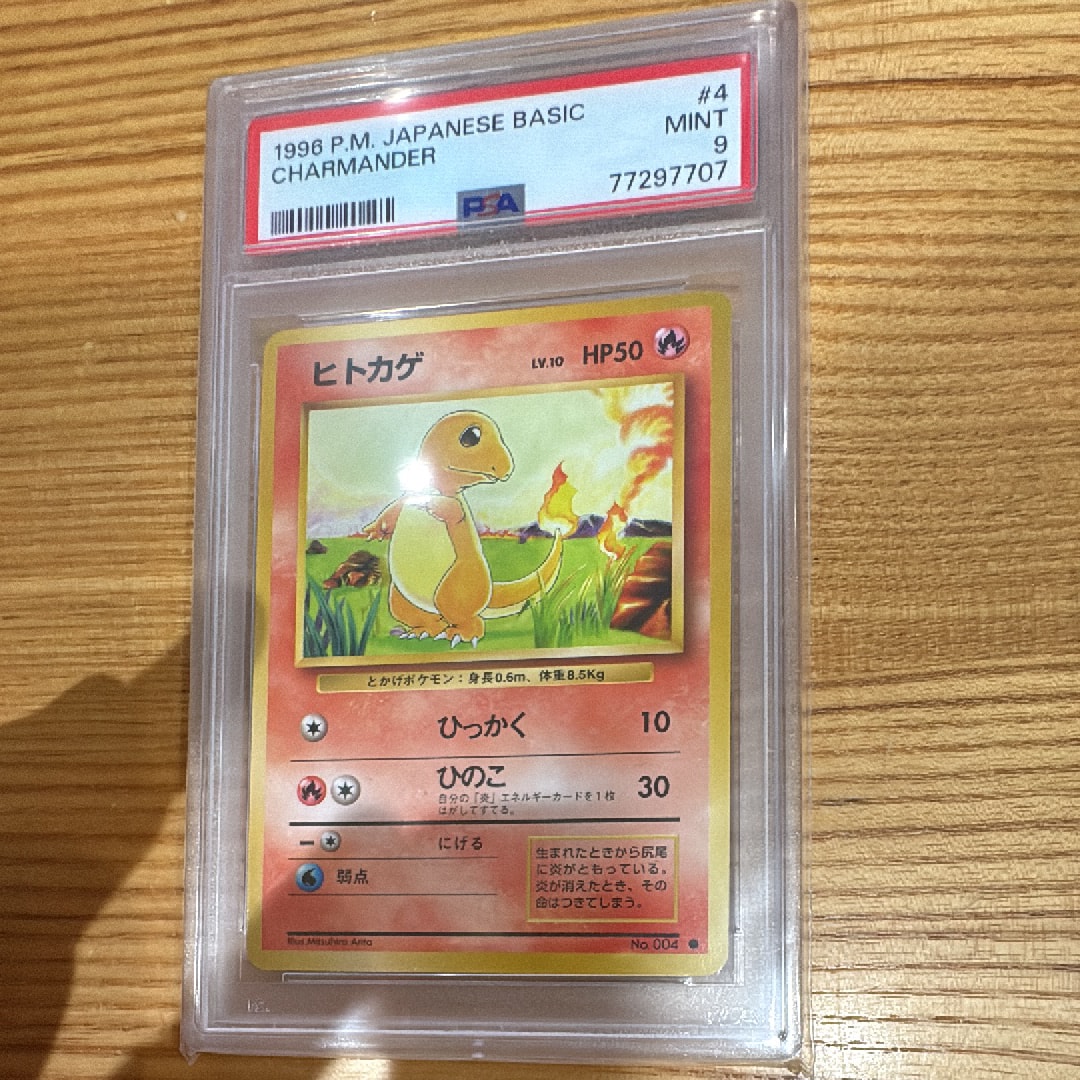 1996 P.M. JAPANESE BASIC #4
CHARMANDER MINT
9
77297707
PSA
ヒトカゲ LV.10 HP50
とかげポケモン：身長0.6m、体重8.5Kg
ひっかく 10
ひのこ 30
自分の「炎」エネルギーカードを1枚
はがしてすてる。
にげる
弱点
生まれたときから尻尾
に炎がともっている。
炎が消えたとき、その
命はつきてしまう。
Illus.Mitsuhiro Arita No.004